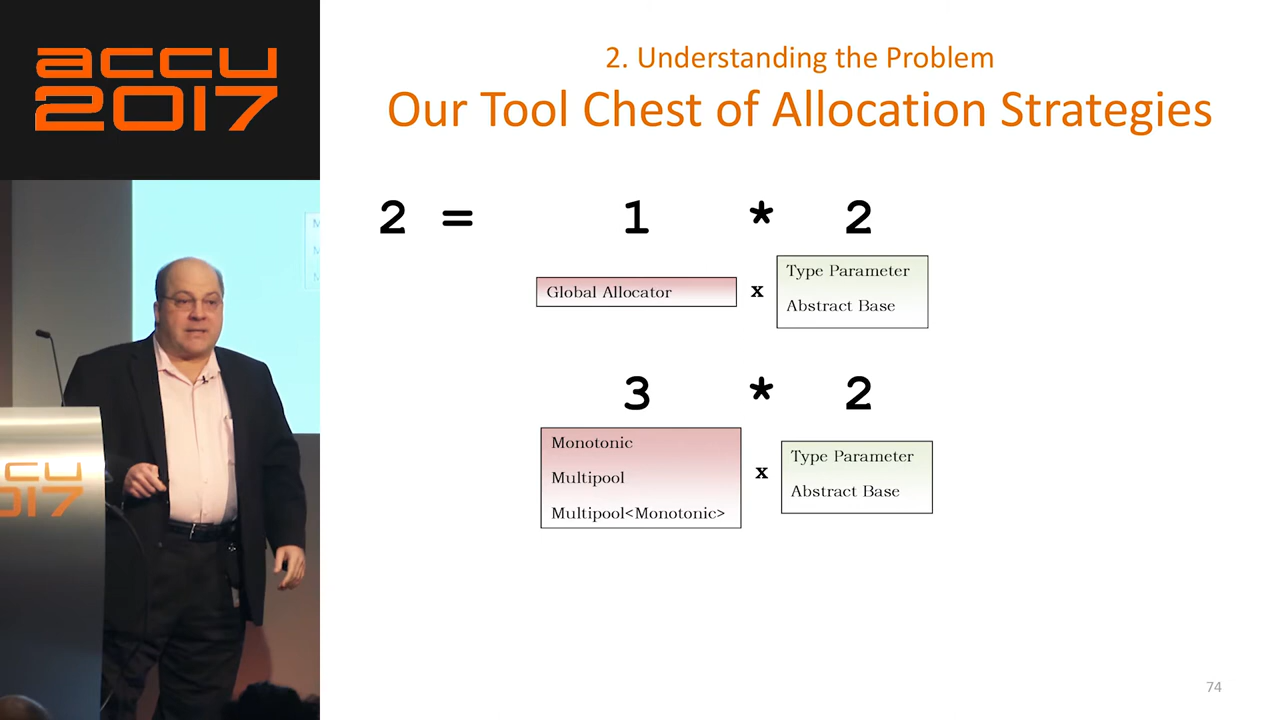 accu
2017
2. Understanding the Problem
Our Tool Chest of Allocation Strategies
2 = 1 * 2
Global Allocator x Type Parameter
Abstract Base
3 * 2
Monotonic
Multipool
Multipool<Monotonic>
x
Type Parameter
Abstract Base
74